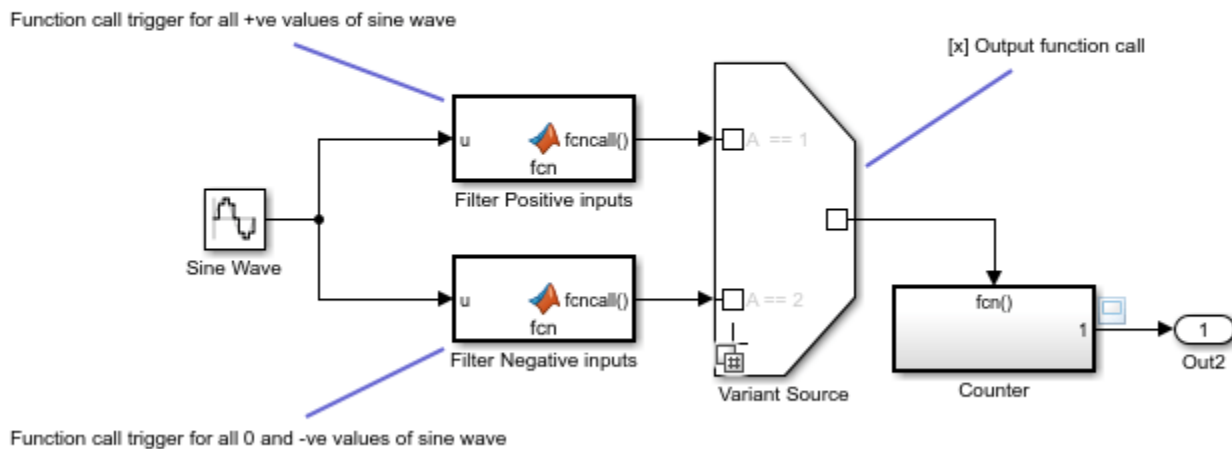 Function call trigger for all +ve values of sine wave
[x] Output function call
u
fcncall()
fcn
A == 1
Filter Positive inputs
Sine Wave
u
fcncall()
fcn
A == 2
Filter Negative inputs
Variant Source
fcn()
1
Counter
1
Out2
Function call trigger for all 0 and -ve values of sine wave